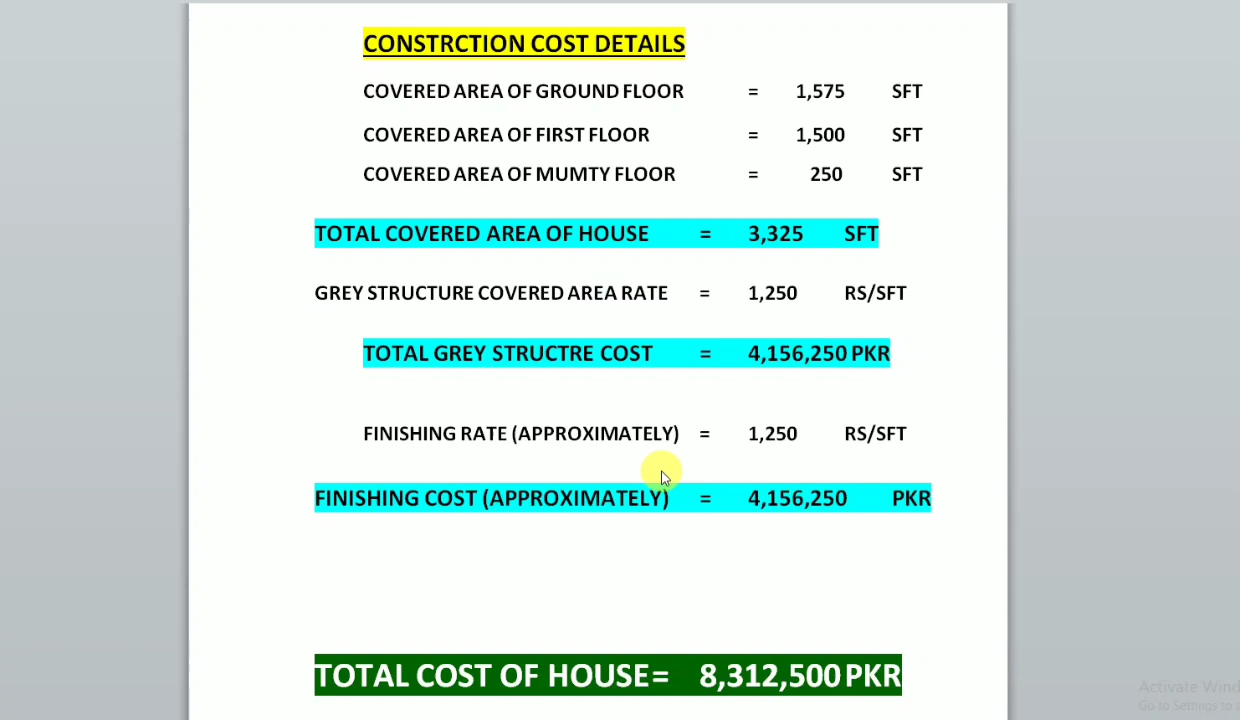 CONSTRCTION COST DETAILS
COVERED AREA OF GROUND FLOOR = 1,575 SFT
COVERED AREA OF FIRST FLOOR = 1,500 SFT
COVERED AREA OF MUMTY FLOOR = 250 SFT
TOTAL COVERED AREA OF HOUSE = 3,325 SFT
GREY STRUCTURE COVERED AREA RATE = 1,250 RS/SFT
TOTAL GREY STRUCTRE COST = 4,156,250 PKR
FINISHING RATE (APPROXIMATELY) = 1,250 RS/SFT
FINISHING COST (APPROXIMATELY) = 4,156,250 PKR
TOTAL COST OF HOUSE= 8,312,500 PKR
Activate Wind
Go to Settings to a